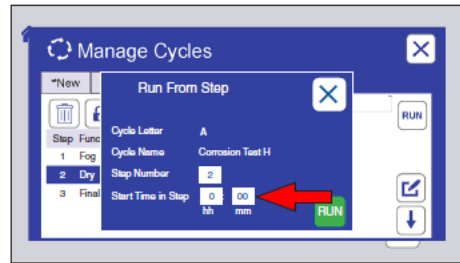 Manage Cycles
*New
Run From Step
RUN
Cycle Letter A
Step Func
Cycle Name Corrosion Test H
1 Fog
Step Number 2
2 Dry
Start Time in Step 0 : 00
3 Final
hh mm
RUN